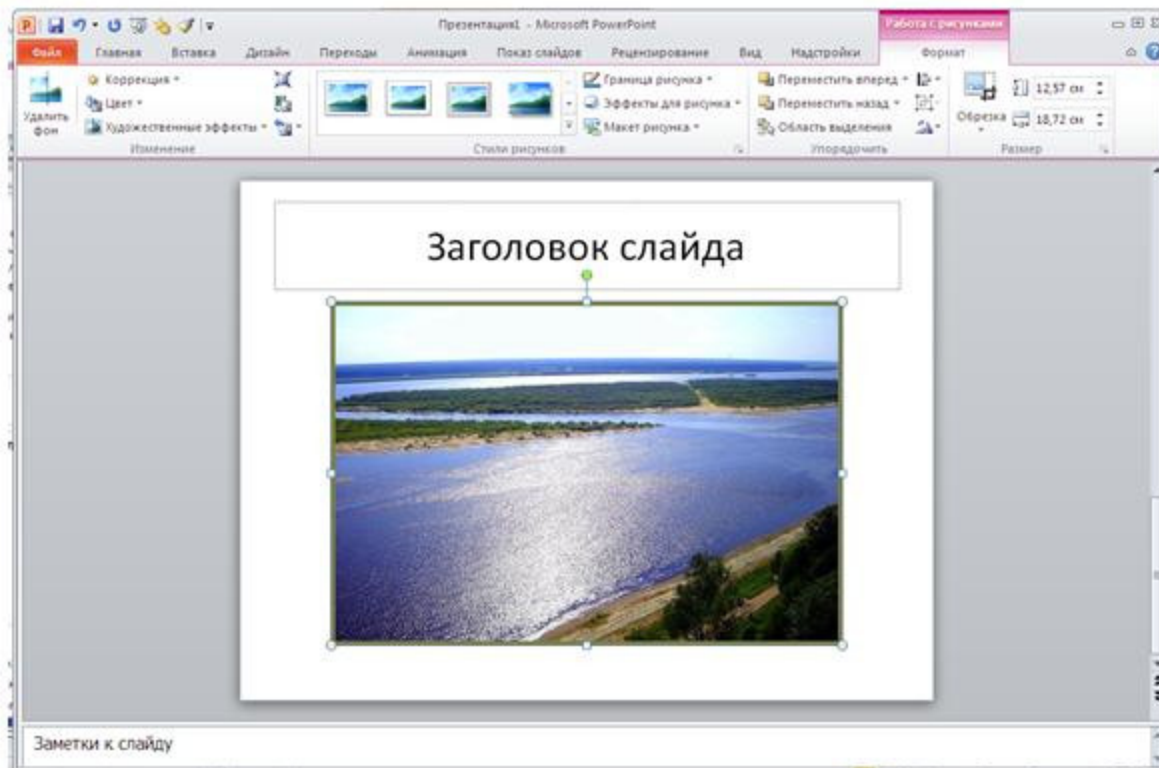 Презентация1 - Microsoft PowerPoint
Работа с рисунками
Файл Главная Вставка Дизайн Переходы Анимация Показ слайдов Рецензирование Вид Надстройки Формат
Удалить фон
Коррекция
Цвет
Художественные эффекты
Изменение
Стили рисунков
Граница рисунка
Эффекты для рисунка
Макет рисунка
Переместить вперед
Переместить назад
Область выделения
Упорядочить
Обрезка
12,57 см
18,72 см
Размер
Заголовок слайда
Заметки к слайду